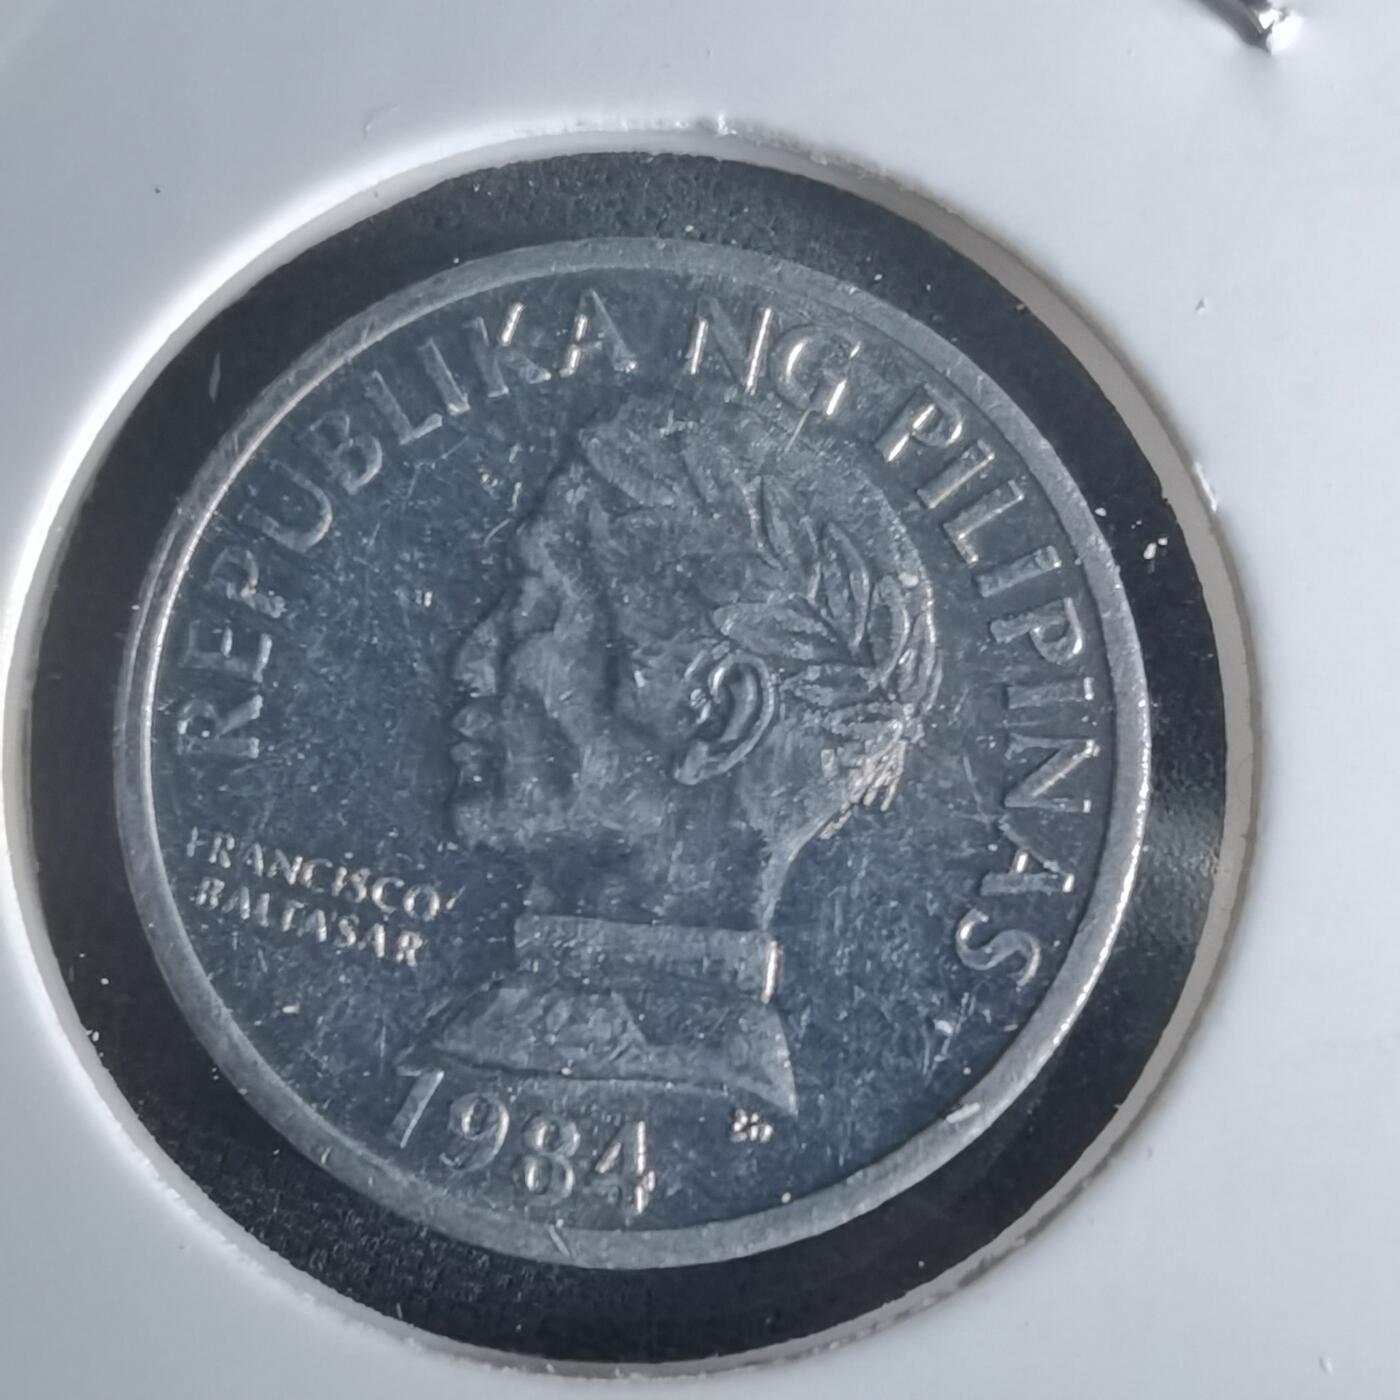 REPUBLIKA NG PILIPINAS
FRANCISCO
BALTASAR
1984